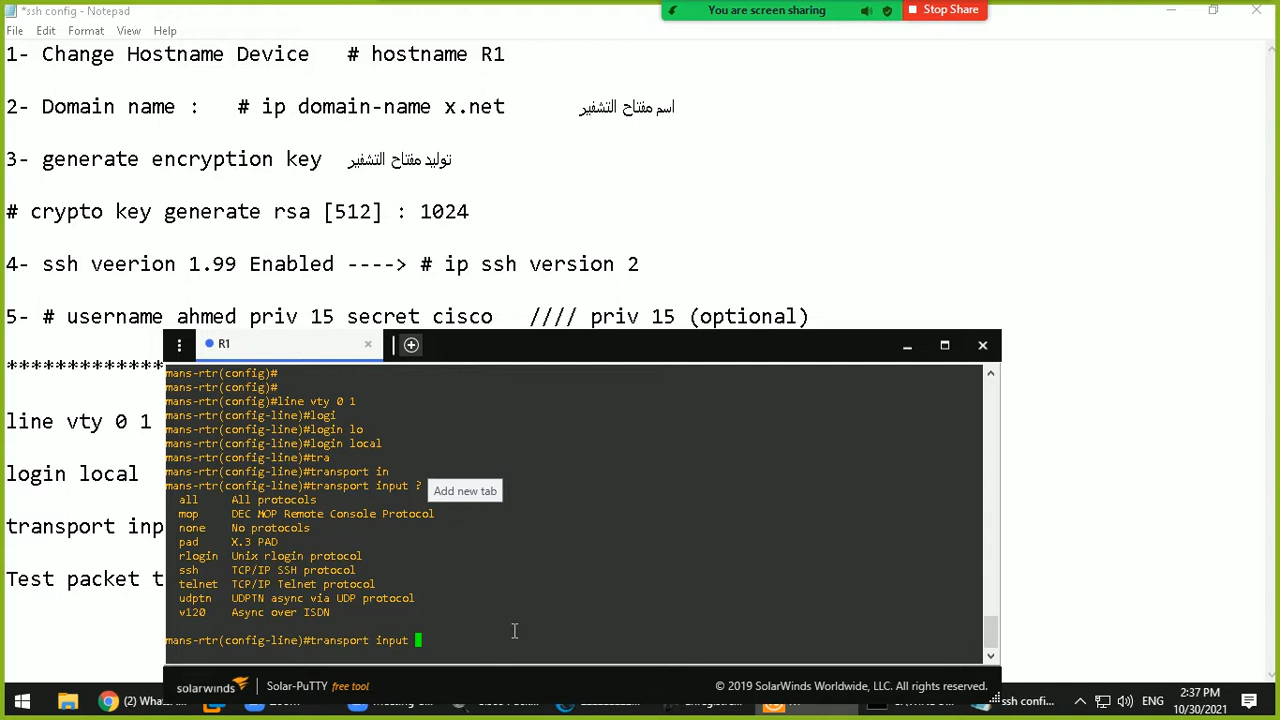 *ssh config - Notepad
You are screen sharing
Stop Share
File Edit Format View Help
1- Change Hostname Device # hostname R1
2- Domain name : # ip domain-name x.net اسم مفتاح التشفير
3- generate encryption key توليد مفتاح التشفير
# crypto key generate rsa [512] : 1024
4- ssh veerion 1.99 Enabled ----> # ip ssh version 2
5- # username ahmed priv 15 secret cisco //// priv 15 (optional)
*************
line vty 0 1
login local
transport inp
Test packet t
R1
mans-rtr(config)#
mans-rtr(config)#
mans-rtr(config)#line vty 0 1
mans-rtr(config-line)#logi
mans-rtr(config-line)#login lo
mans-rtr(config-line)#login local
mans-rtr(config-line)#tra
mans-rtr(config-line)#transport in
mans-rtr(config-line)#transport input ?
Add new tab
all All protocols
mop DEC MOP Remote Console Protocol
none No protocols
pad X.3 PAD
rlogin Unix rlogin protocol
ssh TCP/IP SSH protocol
telnet TCP/IP Telnet protocol
udptn UDPTN async via UDP protocol
v120 Async over ISDN
mans-rtr(config-line)#transport input
solarwinds Solar-PuTTY free tool
© 2019 SolarWinds Worldwide, LLC. All rights reserved.
ssh confi...
ENG
2:37 PM
10/30/2021